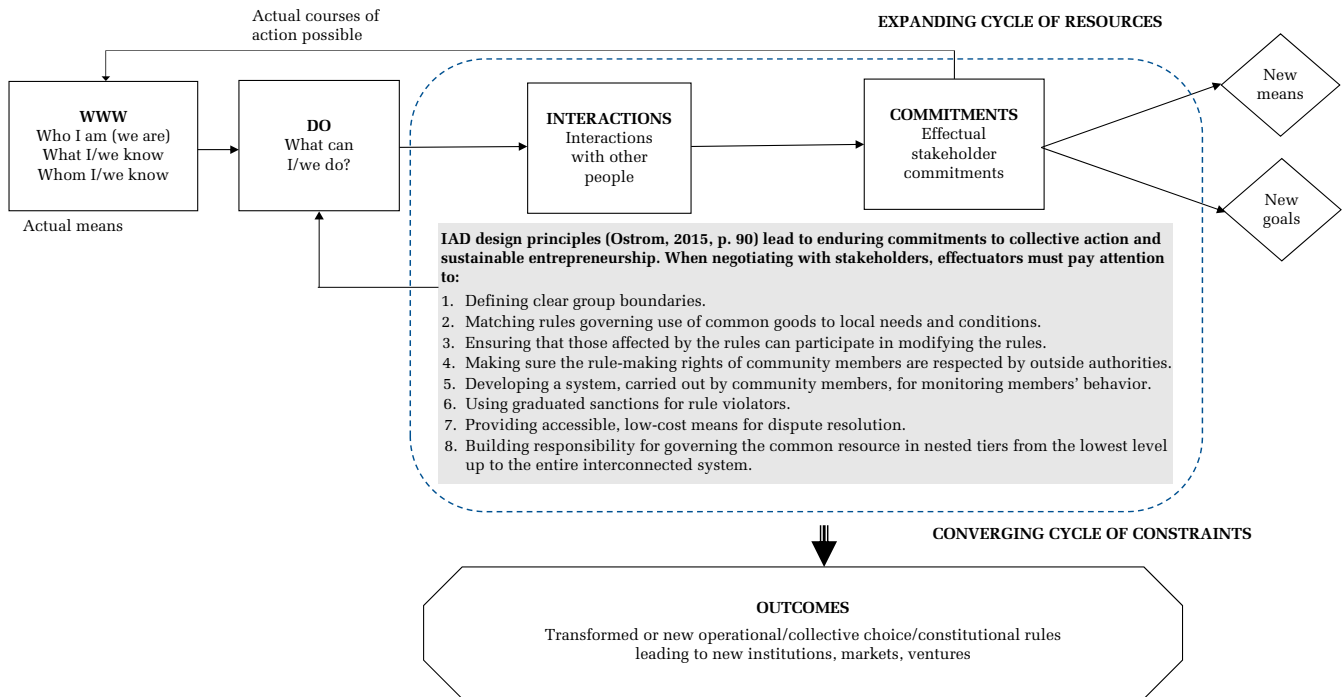 Actual courses of
action possible
EXPANDING CYCLE OF RESOURCES
WWW
Who I am (we are)
What I/we know
Whom I/we know
Actual means
DO
What can
I/we do?
INTERACTIONS
Interactions
with other
people
COMMITMENTS
Effectual
stakeholder
commitments
New
means
New
goals
IAD design principles (Ostrom, 2015, p. 90) lead to enduring commitments to collective action and
sustainable entrepreneurship. When negotiating with stakeholders, effectuators must pay attention
to:
1. Defining clear group boundaries.
2. Matching rules governing use of common goods to local needs and conditions.
3. Ensuring that those affected by the rules can participate in modifying the rules.
4. Making sure the rule-making rights of community members are respected by outside authorities.
5. Developing a system, carried out by community members, for monitoring members’ behavior.
6. Using graduated sanctions for rule violators.
7. Providing accessible, low-cost means for dispute resolution.
8. Building responsibility for governing the common resource in nested tiers from the lowest level
up to the entire interconnected system.
CONVERGING CYCLE OF CONSTRAINTS
OUTCOMES
Transformed or new operational/collective choice/constitutional rules
leading to new institutions, markets, ventures